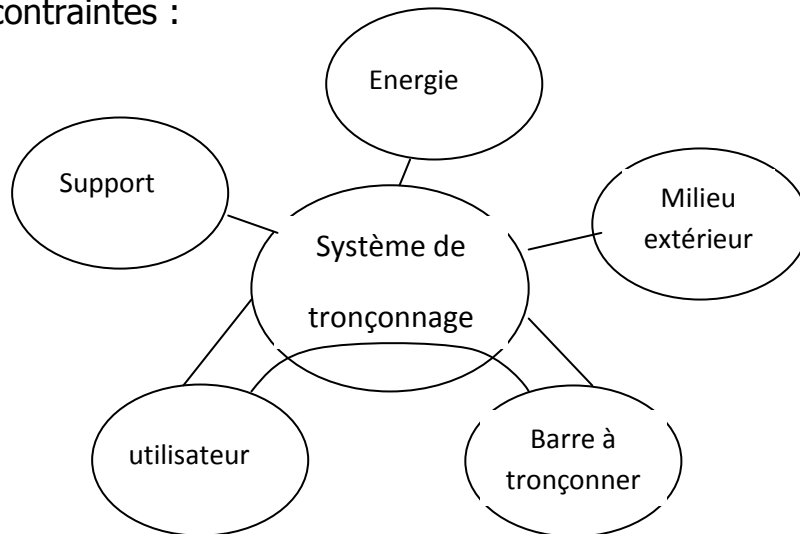 contraintes :
Energie
Support
Milieu
extérieur
Système de
tronçonnage
utilisateur
Barre à
tronçonner